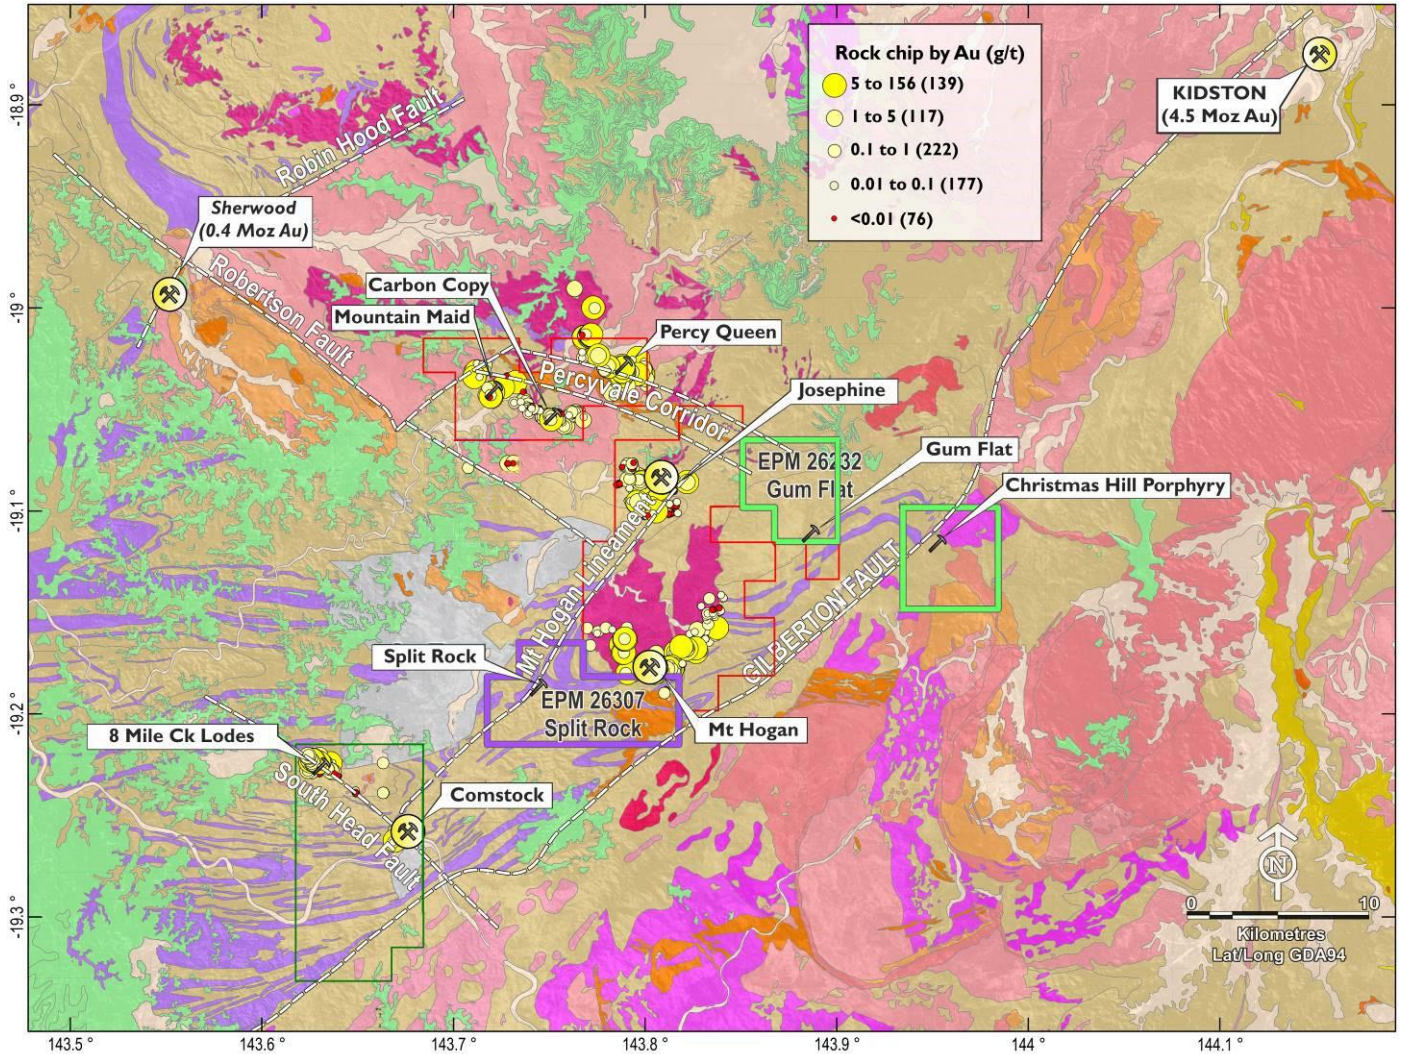 Rock chip by Au (g/t)
5 to 156 (139)
1 to 5 (117)
0.1 to 1 (222)
0.01 to 0.1 (177)
<0.01 (76)
KIDSTON
(4.5 Moz Au)
-18.9
Robin Hood Fault
Sherwood
(0.4 Moz Au)
Robertson Fault
Carbon Copy
Mountain Maid
-19
Percy Queen
Percyvale Corridor
Josephine
EPM 26232
Gum Flat
Gum Flat
Christmas Hill Porphyry
-19.1 °
Mt Hogan Lineament
GILBERTON FAULT
Split Rock
EPM 26307
Split Rock
Mt Hogan
-19.2
8 Mile Ck Lodes
South Head Fault
Comstock
-19.3
N
0 10
Kilometres
Lat/Long GDA94
143.5 ° 143.6 ° 143.7 ° 143.8 ° 143.9 ° 144 ° 144.1 °